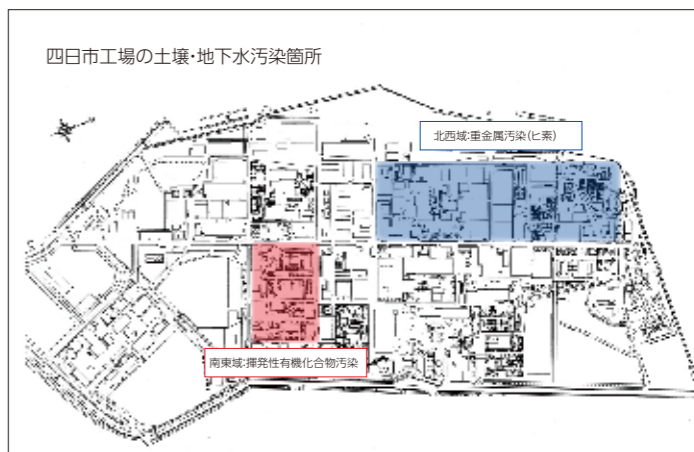 四日市工場の土壌・地下水汚染箇所
北西域:重金属汚染(ヒ素)
南東域:揮発性有機化合物汚染